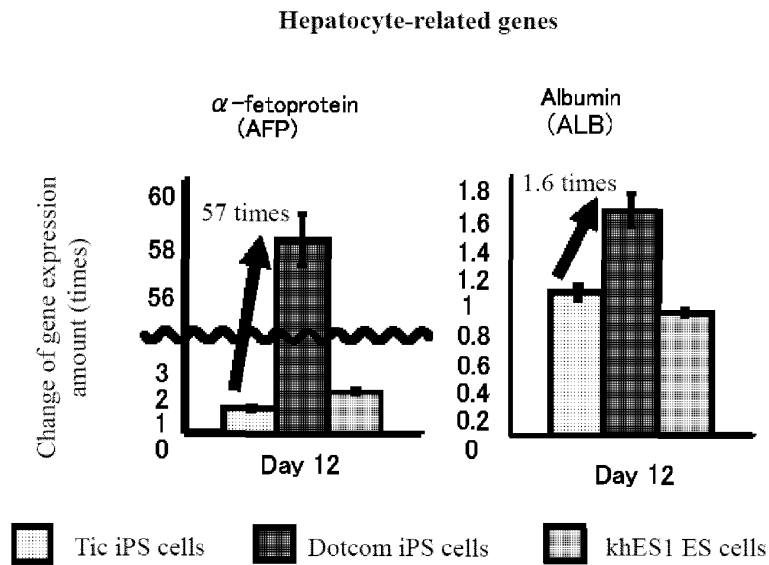 Hepatocyte-related genes
α-fetoprotein
(AFP)
Albumin
(ALB)
Change of gene expression
amount (times)
60
58
56
3
2
1
0
57 times
Day 12
1.8
1.6
1.4
1.2
1
0.8
0.6
0.4
0.2
0
1.6 times
Day 12
Tic iPS cells
Dotcom iPS cells
khES1 ES cells